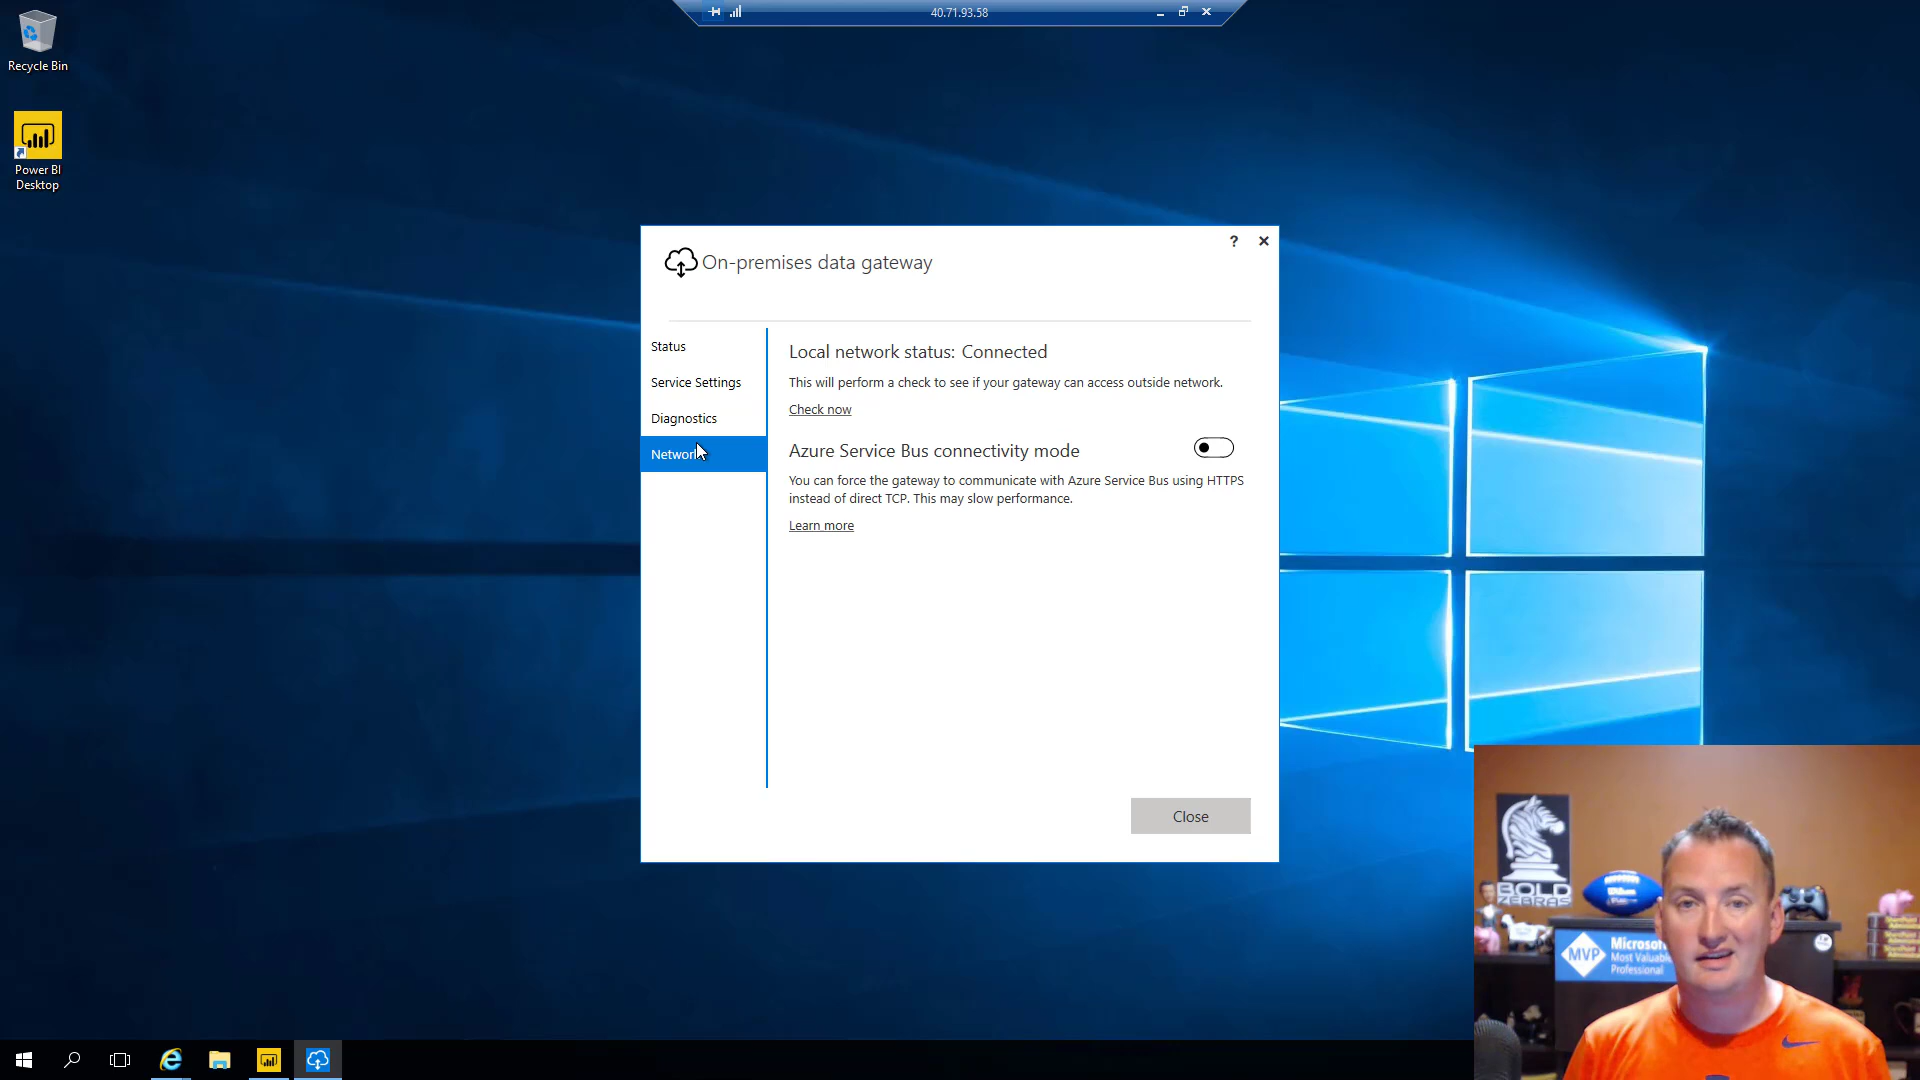 40.71.93.58
Recycle Bin
Power BI
Desktop
? ×
On-premises data gateway
Status
Service Settings
Diagnostics
Network
Local network status: Connected
This will perform a check to see if your gateway can access outside network.
Check now
Azure Service Bus connectivity mode
You can force the gateway to communicate with Azure Service Bus using HTTPS
instead of direct TCP. This may slow performance.
Learn more
Close
BOLD
ZEBRAS
MVP
Microsoft
Most Valuable
Professional